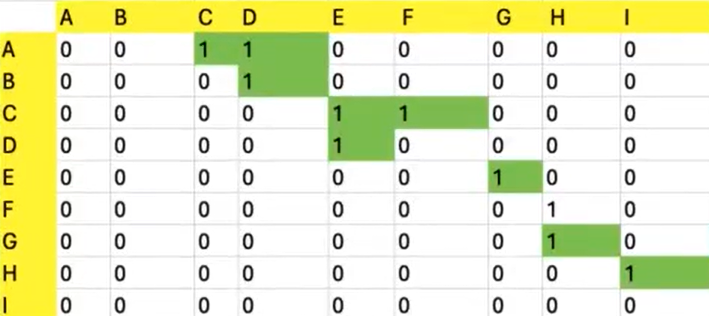 A B C D E F G H I
A 0 0 1 1 0 0 0 0 0
B 0 0 0 1 0 0 0 0 0
C 0 0 0 0 1 1 0 0 0
D 0 0 0 0 1 0 0 0 0
E 0 0 0 0 0 0 1 0 0
F 0 0 0 0 0 0 0 1 0
G 0 0 0 0 0 0 0 1 0
H 0 0 0 0 0 0 0 0 1
I 0 0 0 0 0 0 0 0 0